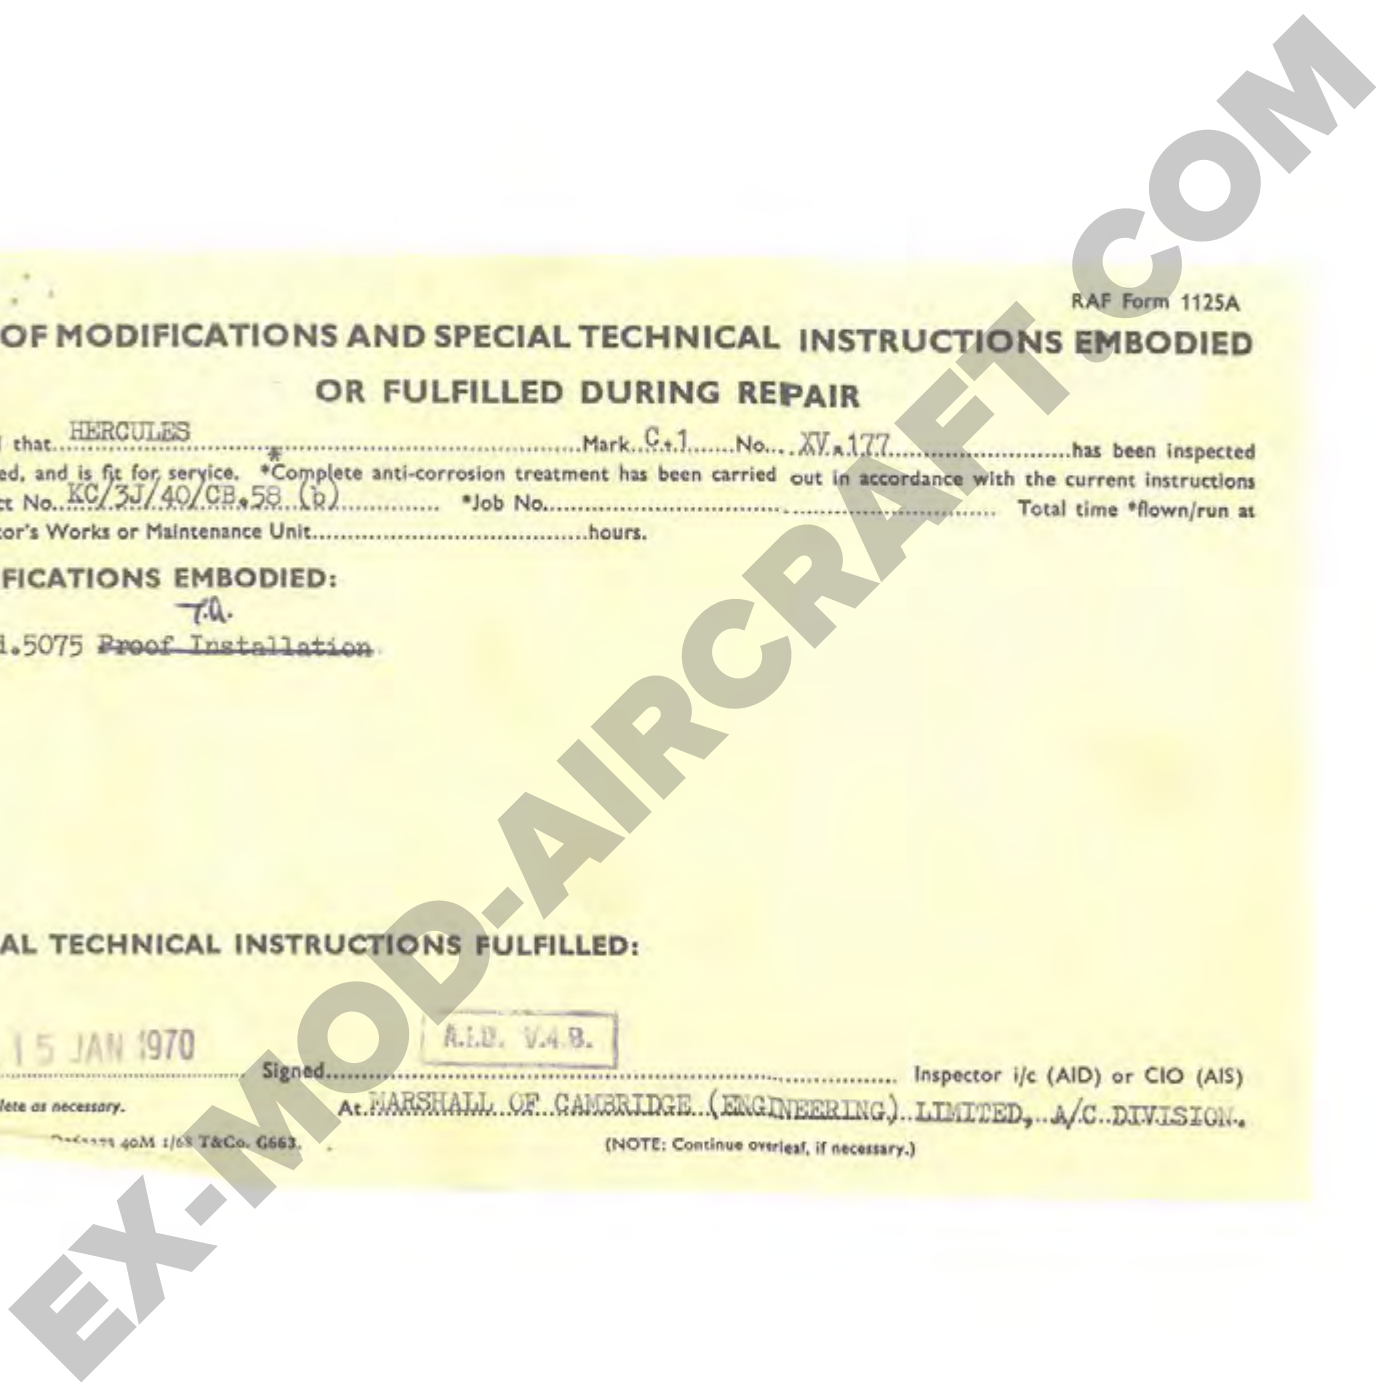 RAF Form 1125A
OF MODIFICATIONS AND SPECIAL TECHNICAL INSTRUCTIONS EMBODIED
OR FULFILLED DURING REPAIR
that HERCULES Mark C.1 No. XV.177 has been inspected
ed, and is fit for service. *Complete anti-corrosion treatment has been carried out in accordance with the current instructions
ct No. KC/3J/40/CB.58 (b) *Job No. Total time *flown/run at
tor's Works or Maintenance Unit hours.
FICATIONS EMBODIED:
T.A.
d.5075 Proof Installation
AL TECHNICAL INSTRUCTIONS FULFILLED:
15 JAN 1970
A.I.D. V.4.B.
Signed Inspector i/c (AID) or CIO (AIS)
lete as necessary. At MARSHALL OF CAMBRIDGE (ENGINEERING) LIMITED, A/C DIVISION.
40M 1/68 T&Co. G663. (NOTE: Continue overleaf, if necessary.)
EX-MOD-AIRCRAFT.COM